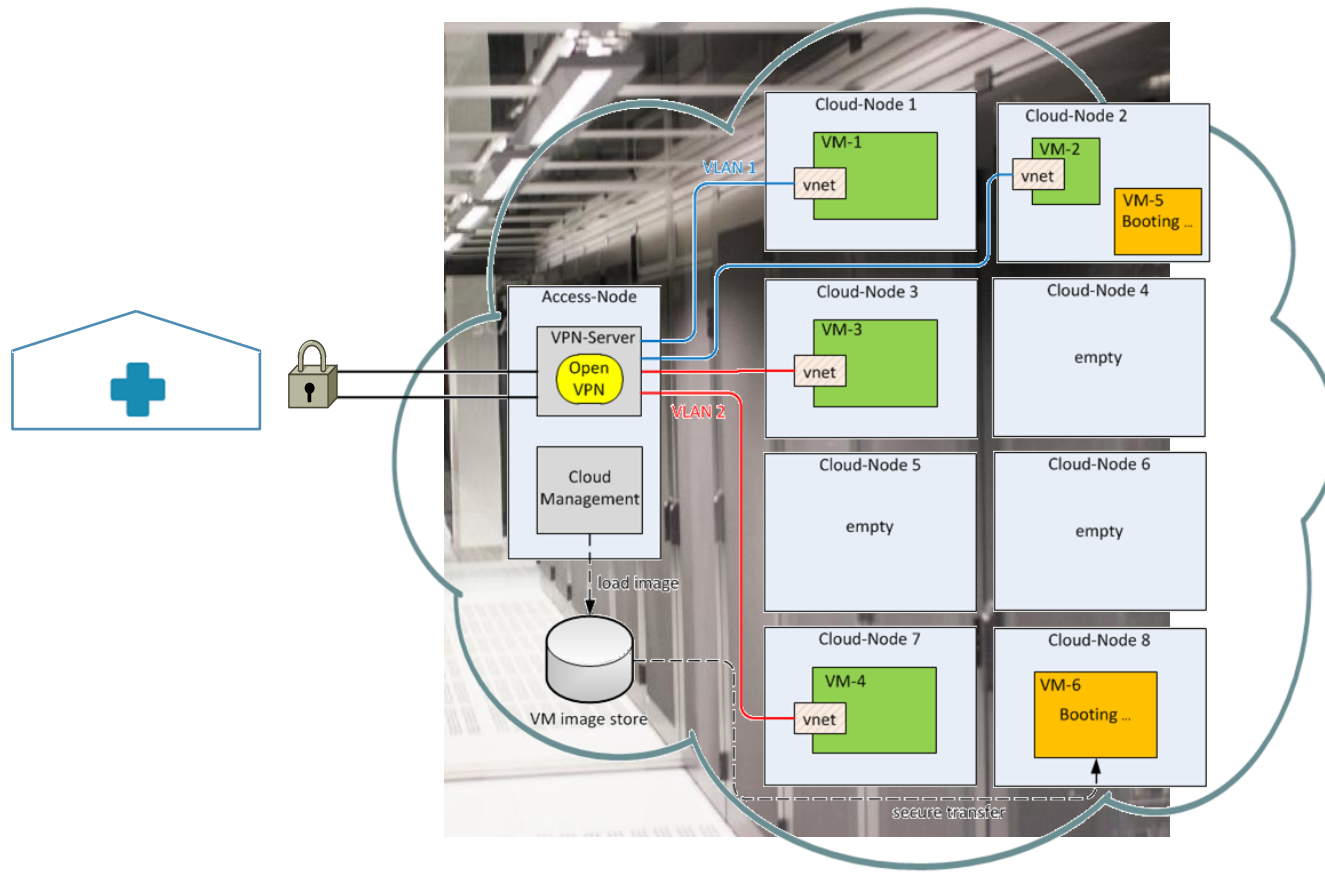 Cloud-Node 1
VM-1
vnet
VLAN 1
Cloud-Node 2
VM-2
vnet
VM-5
Booting ...
Access-Node
VPN-Server
Open
VPN
Cloud
Management
Cloud-Node 3
VM-3
vnet
VLAN 2
Cloud-Node 4
empty
Cloud-Node 5
empty
Cloud-Node 6
empty
load image
VM image store
Cloud-Node 7
VM-4
vnet
Cloud-Node 8
VM-6
Booting ...
secure transfer